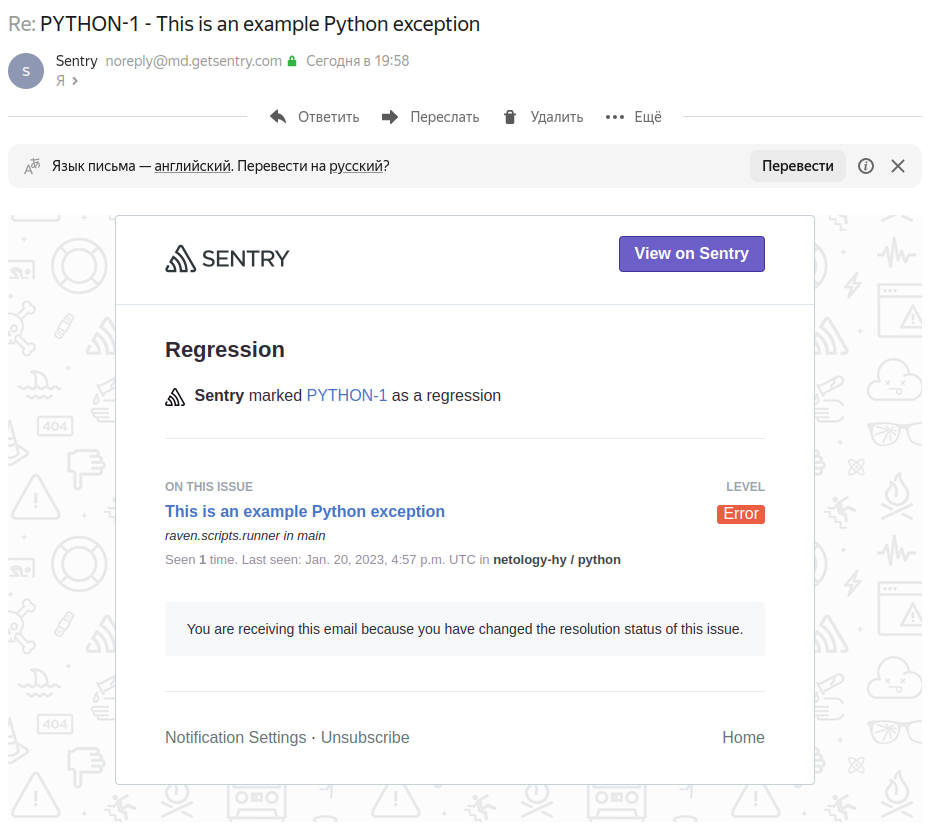 Re: PYTHON-1 - This is an example Python exception
S
Sentry noreply@md.getsentry.com Сегодня в 19:58
Я
Ответить Переслать Удалить Ещё
Язык письма — английский. Перевести на русский? Перевести
SENTRY View on Sentry
Regression
Sentry marked PYTHON-1 as a regression
ON THIS ISSUE LEVEL
This is an example Python exception Error
raven.scripts.runner in main
Seen 1 time. Last seen: Jan. 20, 2023, 4:57 p.m. UTC in netology-hy / python
You are receiving this email because you have changed the resolution status of this issue.
Notification Settings · Unsubscribe Home
404
404